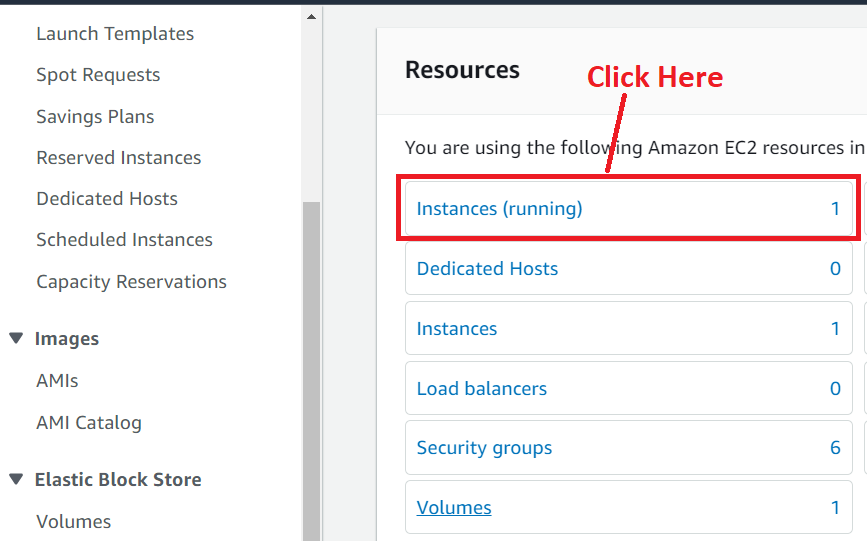 Launch Templates
Spot Requests
Savings Plans
Reserved Instances
Dedicated Hosts
Scheduled Instances
Capacity Reservations
Images
AMIs
AMI Catalog
Elastic Block Store
Volumes
Resources
Click Here
You are using the following Amazon EC2 resources in
Instances (running) 1
Dedicated Hosts 0
Instances 1
Load balancers 0
Security groups 6
Volumes 1